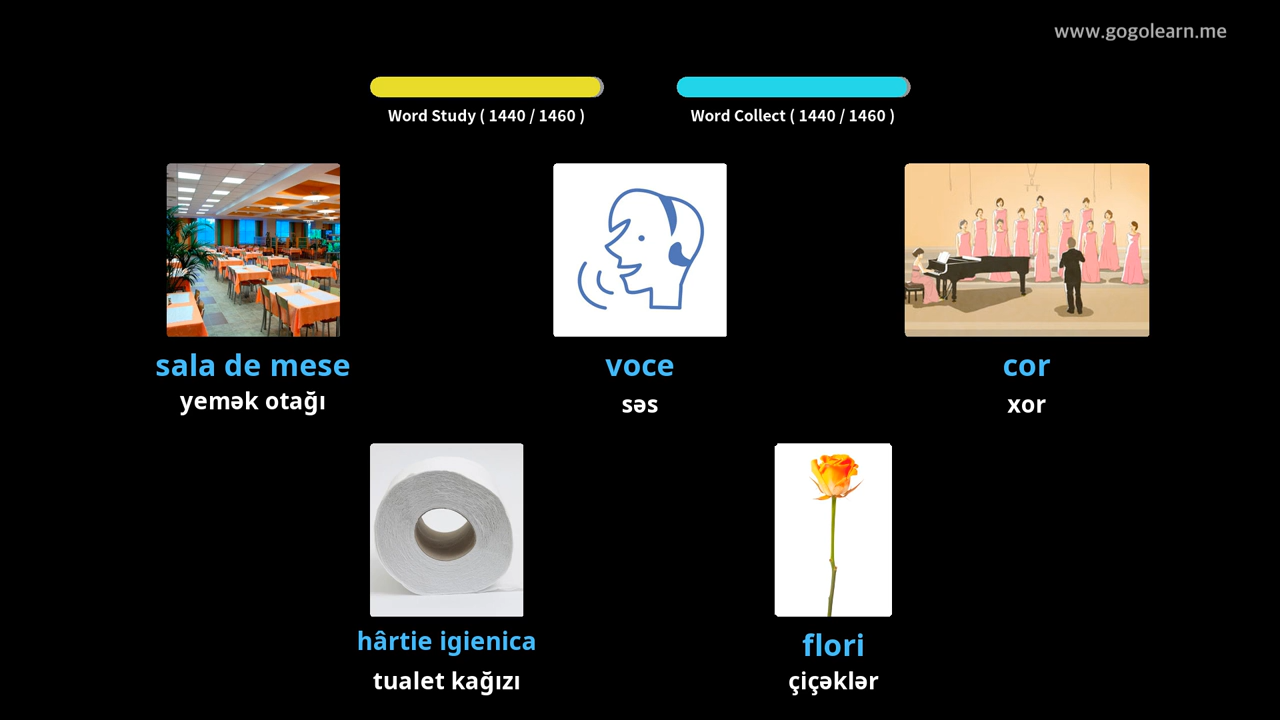 www.gogolearn.me
Word Study ( 1440 / 1460 )
Word Collect ( 1440 / 1460 )
sala de mese
yemək otağı
voce
səs
cor
xor
hârtie igienica
tualet kağızı
flori
çiçəklər